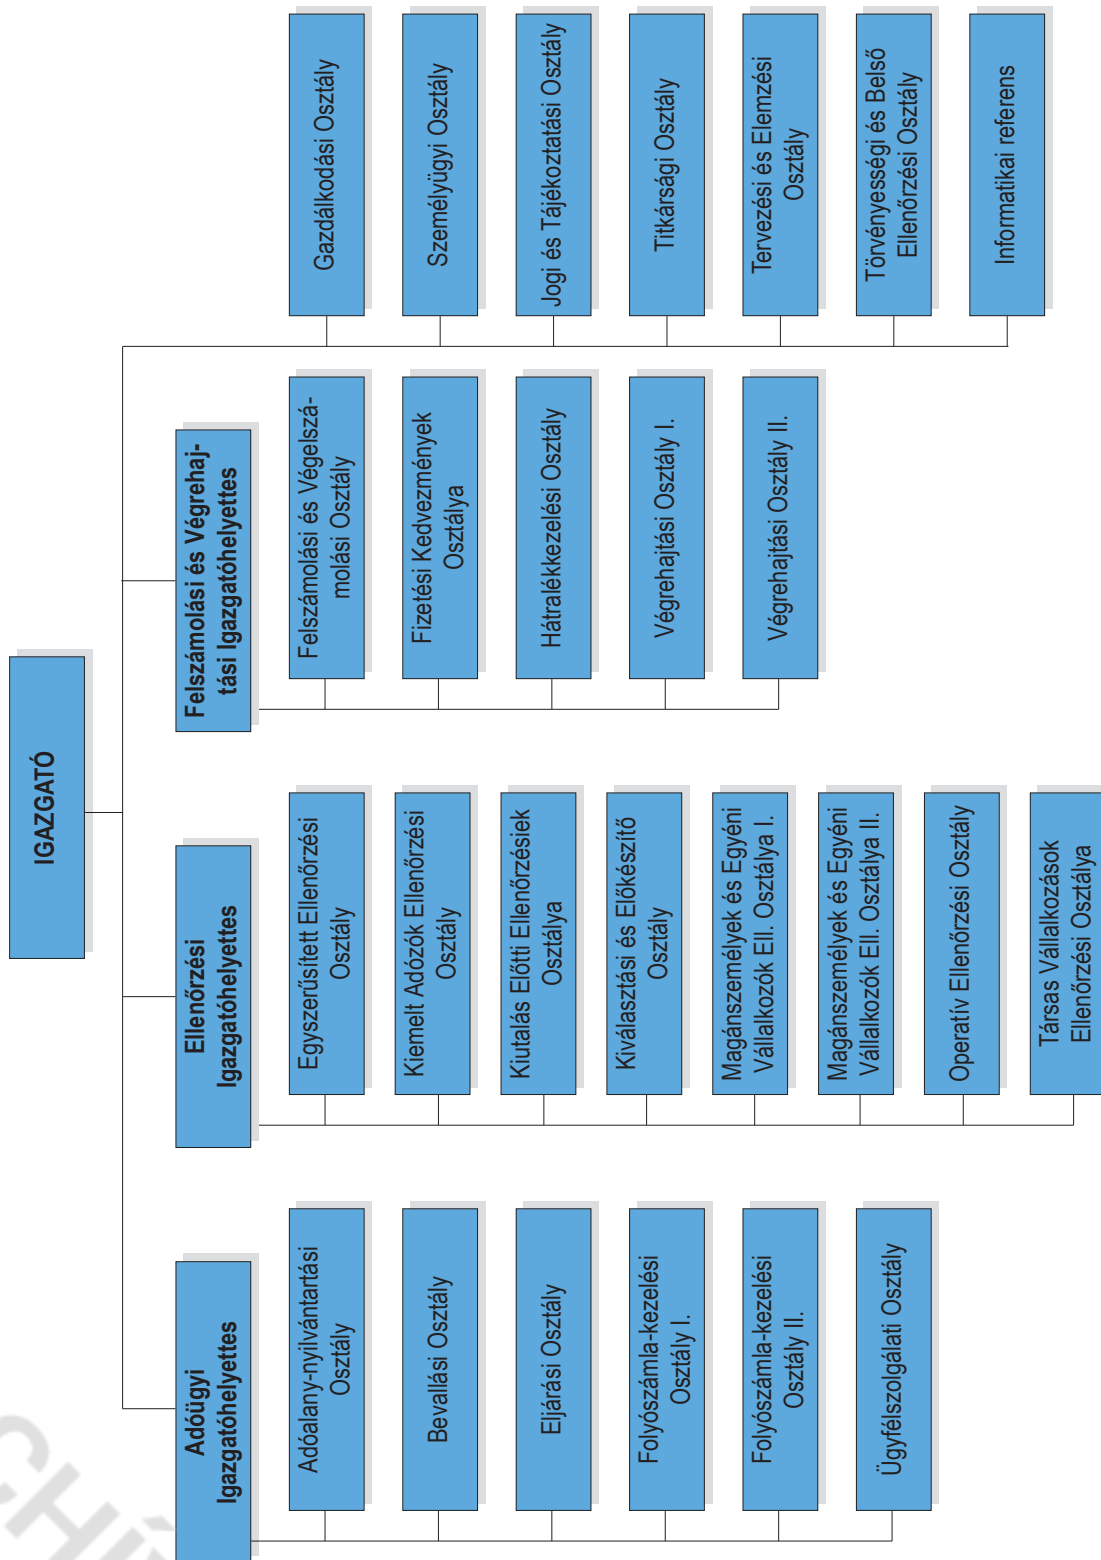 IGAZGATÓ
Adóügyi
Igazgatóhelyettes
Adóalany-nyilvántartási
Osztály
Bevallási Osztály
Eljárási Osztály
Folyószámla-kezelési
Osztály I.
Folyószámla-kezelési
Osztály II.
Ügyfélszolgálati Osztály
Ellenőrzési
Igazgatóhelyettes
Egyszerűsített Ellenőrzési
Osztály
Kiemelt Adózók Ellenőrzési
Osztály
Kiutalás Előtti Ellenőrzésiek
Osztálya
Kiválasztási és Előkészítő
Osztály
Magánszemélyek és Egyéni
Vállalkozók Ell. Osztálya I.
Magánszemélyek és Egyéni
Vállalkozók Ell. Osztálya II.
Operatív Ellenőrzési Osztály
Társas Vállalkozások
Ellenőrzési Osztálya
Felszámolási és Végrehaj-
tási Igazgatóhelyettes
Felszámolási és Végelszá-
molási Osztály
Fizetési Kedvezmények
Osztálya
Hátralékkezelési Osztály
Végrehajtási Osztály I.
Végrehajtási Osztály II.
Gazdálkodási Osztály
Személyügyi Osztály
Jogi és Tájékoztatási Osztály
Titkársági Osztály
Tervezési és Elemzési
Osztály
Törvényességi és Belső
Ellenőrzési Osztály
Informatikai referens